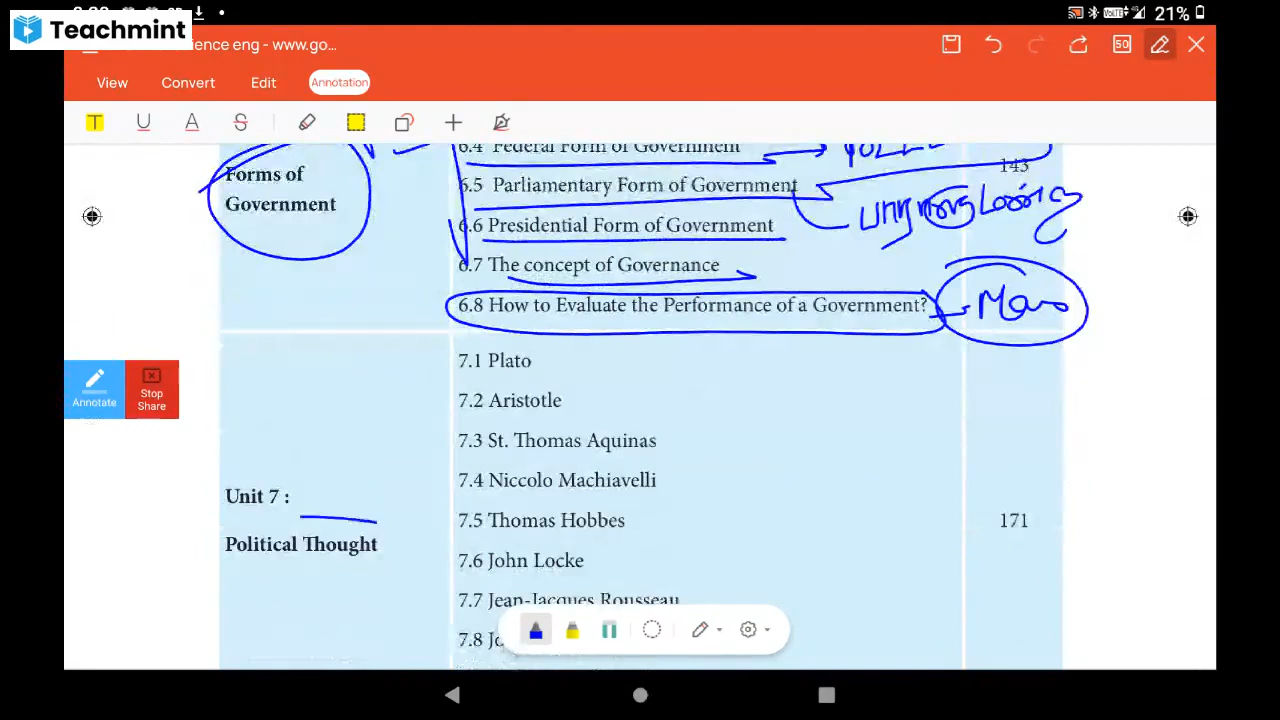 21%
Teachmint
ience eng - www.go...
50
View Convert Edit Annotation
T U A S
6.4 Federal Form of Government
143
Forms of
Government
6.5 Parliamentary Form of Government
6.6 Presidential Form of Government
6.7 The concept of Governance
6.8 How to Evaluate the Performance of a Government?
Annotate
Stop
Share
7.1 Plato
7.2 Aristotle
7.3 St. Thomas Aquinas
7.4 Niccolo Machiavelli
Unit 7 :
Political Thought
7.5 Thomas Hobbes
171
7.6 John Locke
7.7 Jean-Jacques Rousseau
7.8